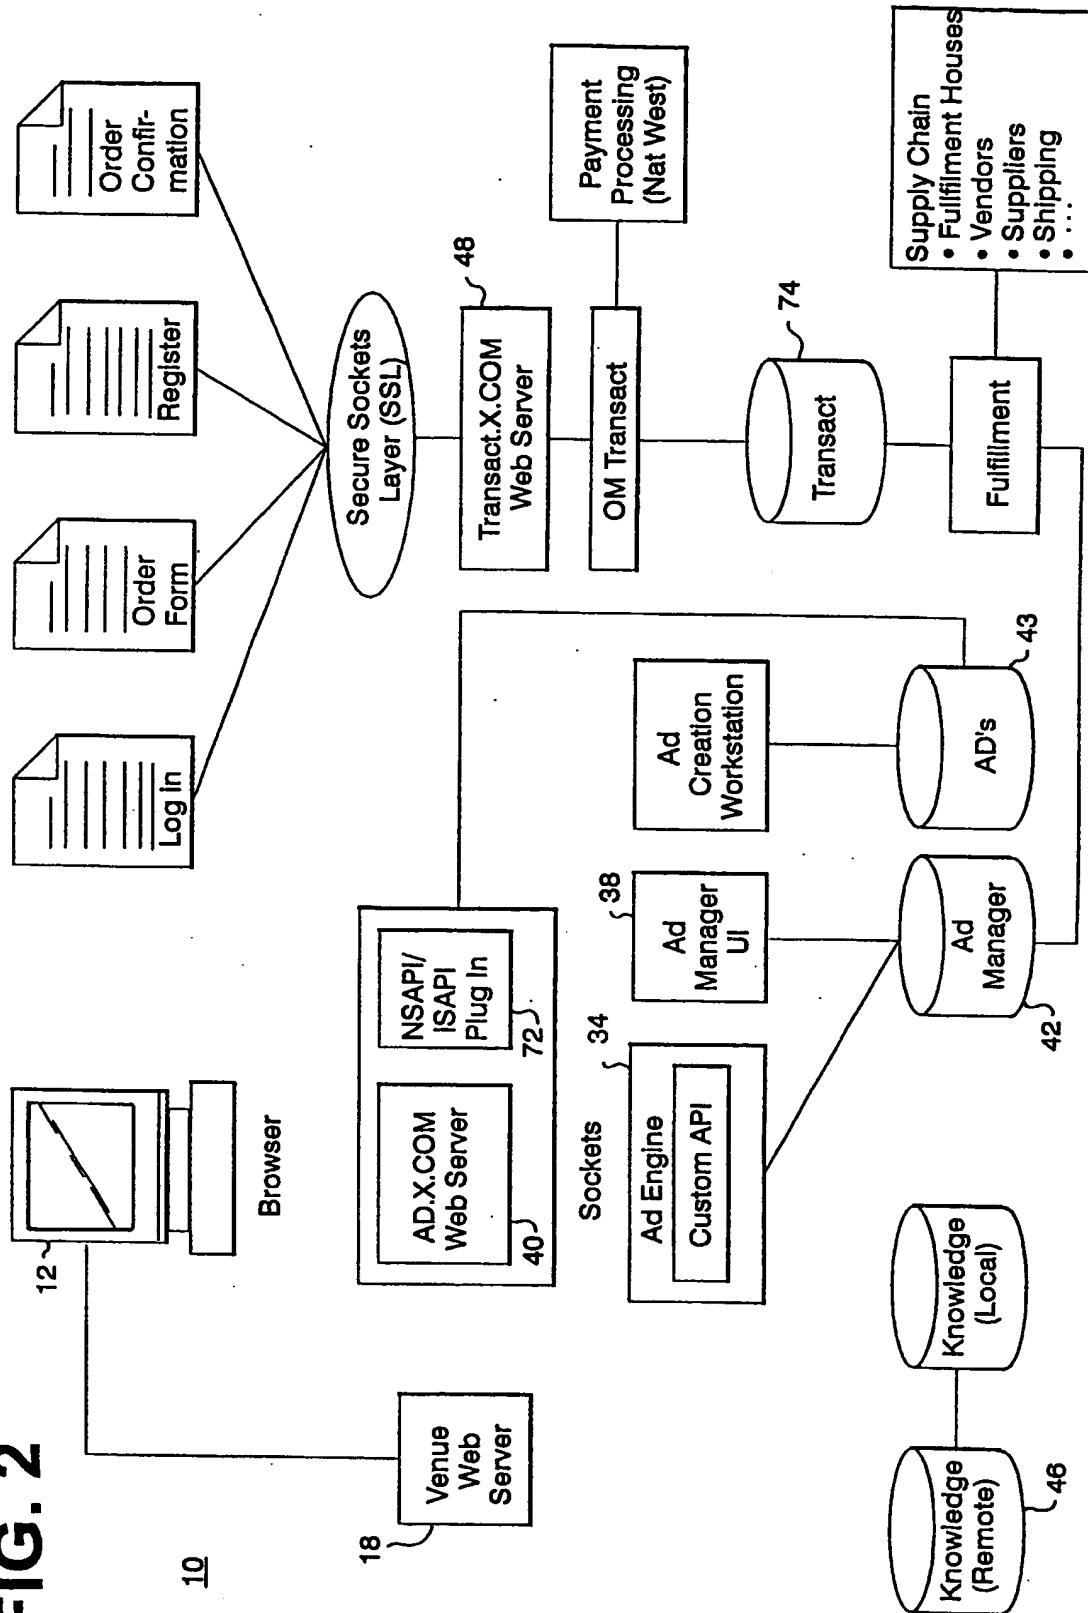 FIG. 2
10
12
Browser
18
Venue
Web
Server
Log in
Order
Form
Register
Order
Confir-
mation
Secure Sockets
Layer (SSL)
48
Transact.X.COM
Web Server
OM Transact
Payment
Processing
(Nat West)
74
Transact
Fulfillment
Supply Chain
• Fullfilment Houses
• Vendors
• Suppliers
• Shipping
• ...
AD.X.COM
Web Server
40
NSAPI/
ISAPI
Plug In
72
Sockets
34
Ad Engine
Custom API
38
Ad
Manager
UI
Ad
Creation
Workstation
Ad
Manager
42
AD's
43
Knowledge
(Remote)
46
Knowledge
(Local)